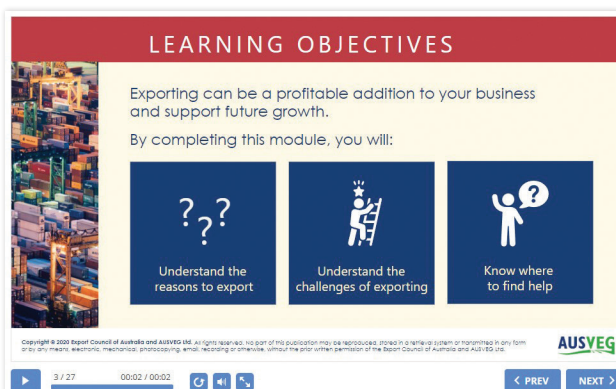 LEARNING OBJECTIVES
Exporting can be a profitable addition to your business
and support future growth.
By completing this module, you will:
? ? ?
Understand the
reasons to export
Understand the
challenges of exporting
?
Know where
to find help
Copyright © 2020 Export Council of Australia and AUSVEG Ltd. All rights reserved. No part of this publication may be reproduced, stored in a retrieval system or transmitted in any form
or by any means, electronic, mechanical, photocopying, email, recording or otherwise, without the prior written permission of the Export Council of Australia and AUSVEG Ltd.
AUSVEG
3 / 27
00:02 / 00:02
< PREV
NEXT >